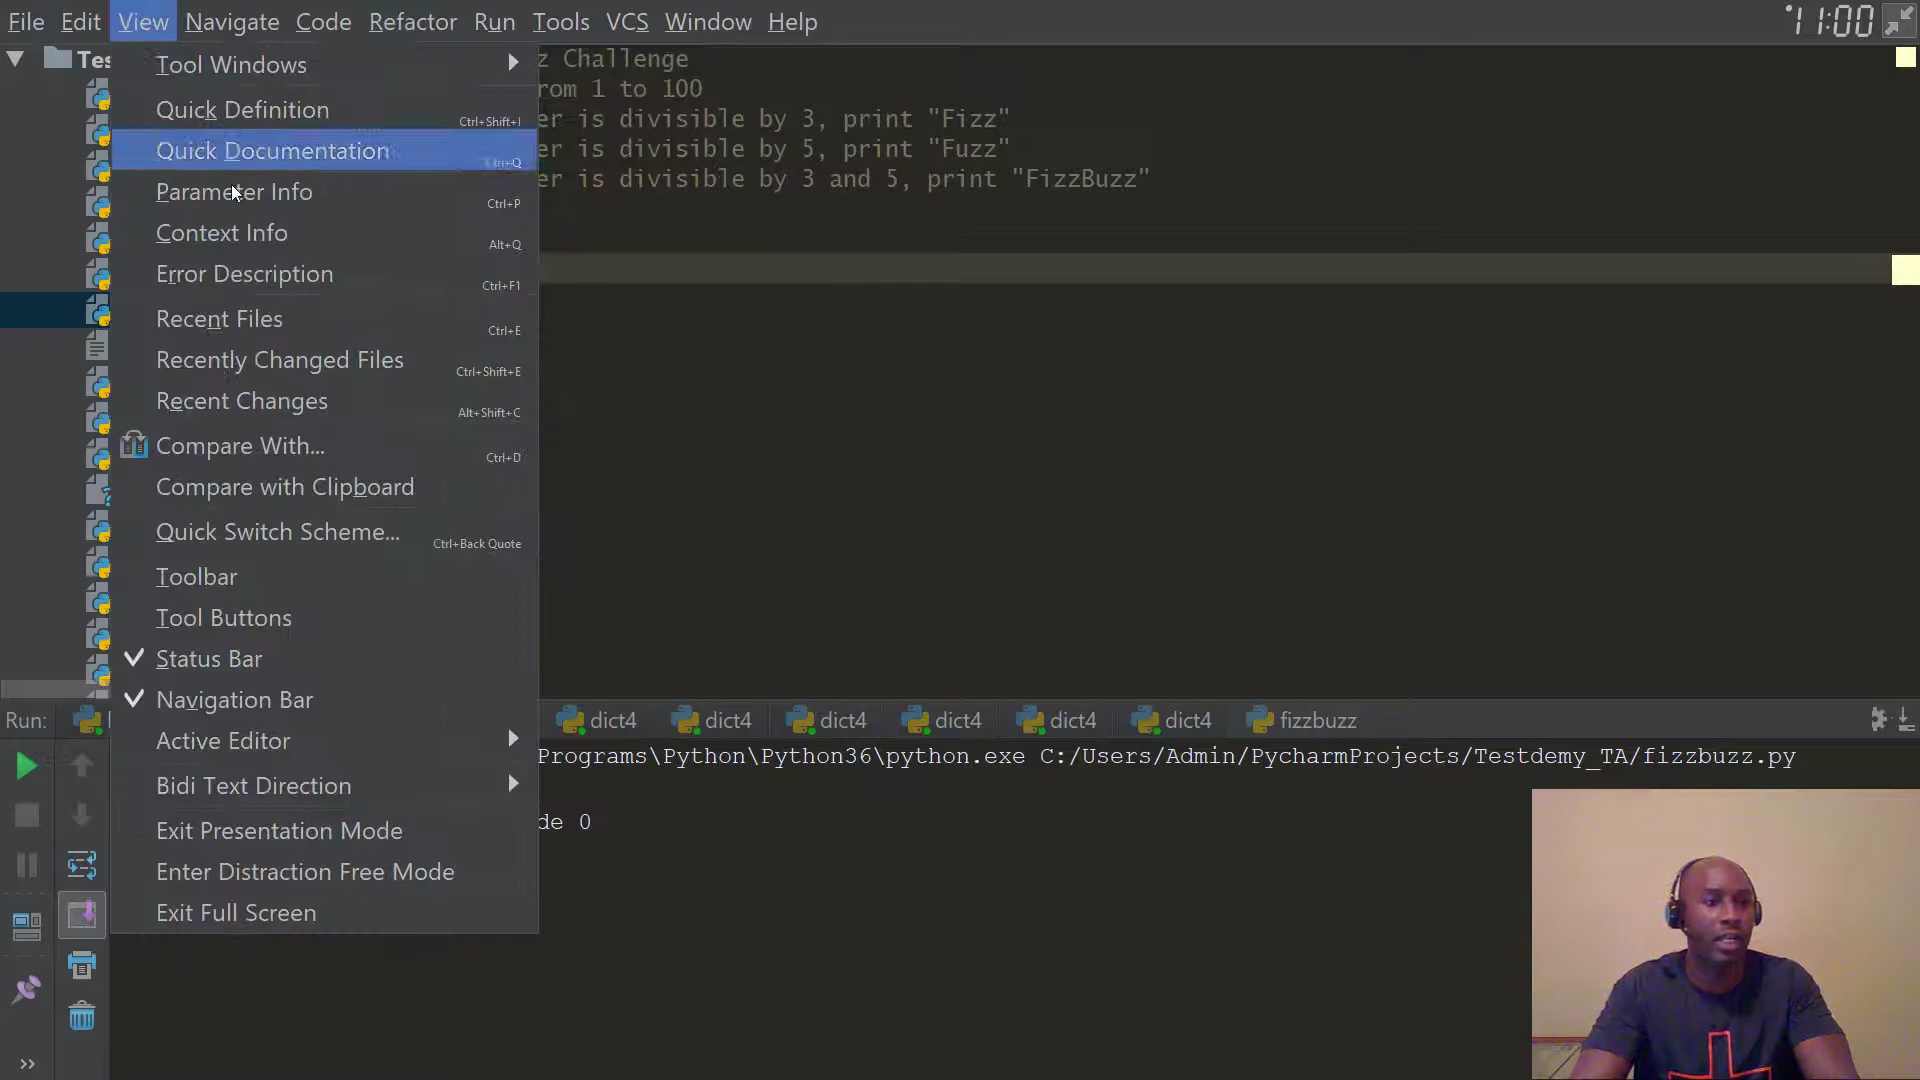 File Edit View Navigate Code Refactor Run Tools VCS Window Help
11:00
Tes
Tool Windows
Quick Definition Ctrl+Shift+I
Quick Documentation Ctrl+Q
Parameter Info Ctrl+P
Context Info Alt+Q
Error Description Ctrl+F1
Recent Files Ctrl+E
Recently Changed Files Ctrl+Shift+E
Recent Changes Alt+Shift+C
Compare With... Ctrl+D
Compare with Clipboard
Quick Switch Scheme... Ctrl+Back Quote
Toolbar
Tool Buttons
Status Bar
Navigation Bar
Active Editor
Bidi Text Direction
Exit Presentation Mode
Enter Distraction Free Mode
Exit Full Screen
z Challenge
rom 1 to 100
er is divisible by 3, print "Fizz"
er is divisible by 5, print "Fuzz"
er is divisible by 3 and 5, print "FizzBuzz"
Run: dict4 dict4 dict4 dict4 dict4 dict4 fizzbuzz
Programs\Python\Python36\python.exe C:/Users/Admin/PycharmProjects/Testdemy_TA/fizzbuzz.py
de 0